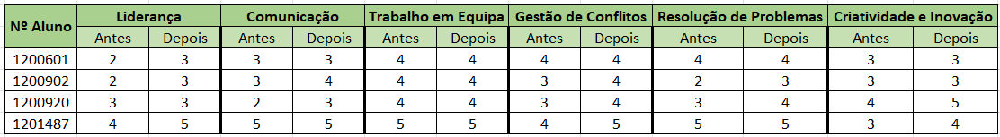 Nº Aluno Liderança Comunicação Trabalho em Equipa Gestão de Conflitos Resolução de Problemas Criatividade e Inovação
Antes Depois Antes Depois Antes Depois Antes Depois Antes Depois Antes Depois
1200601 2 3 3 3 4 4 4 4 4 4 3 3
1200902 2 3 3 4 4 4 3 4 2 3 3 3
1200920 3 3 2 3 4 4 3 4 3 4 4 5
1201487 4 5 5 5 5 5 4 5 5 5 3 4